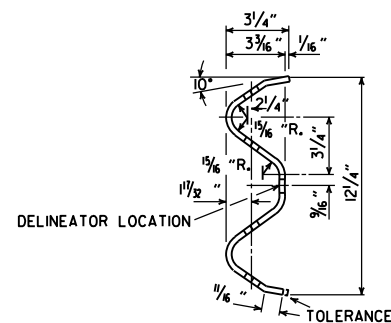 3 1/4"
3 3/16" 1/16"
10°
2 1/4"
15/16 "R.
3 1/4"
15/16 "R.
12 1/4"
1 17/32 "
9/16 "
DELINEATOR LOCATION
11/16 "
TOLERANCE